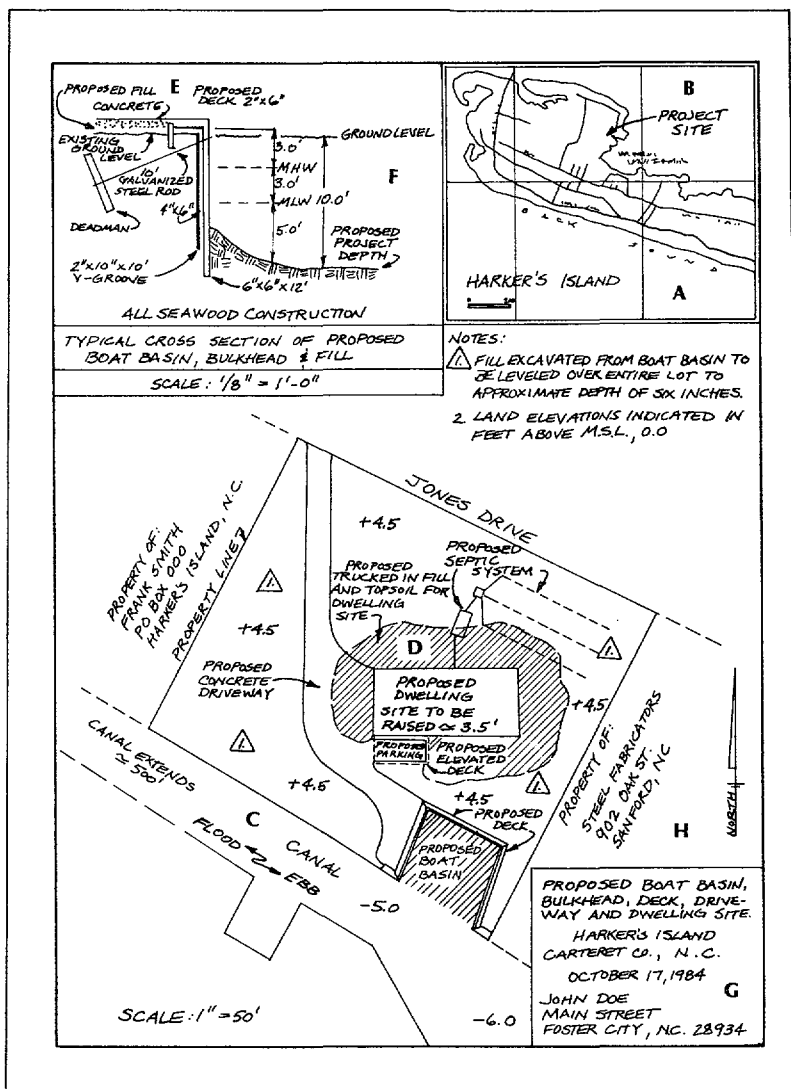 E
PROPOSED FILL
CONCRETE
PROPOSED
DECK 2"x6"
EXISTING
GROUND
LEVEL
10'
GALVANIZED
STEEL ROD
4"x6"
DEADMAN
2"x10"x10'
V-GROOVE
6"x6"x12'
GROUND LEVEL
3.0'
MHW
3.0'
MLW 10.0'
5.0'
F
PROPOSED
PROJECT
DEPTH
ALL SEAWOOD CONSTRUCTION
TYPICAL CROSS SECTION OF PROPOSED
BOAT BASIN, BULKHEAD & FILL
SCALE: 1/8" = 1'-0"
B
PROJECT
SITE
BACK SOUND
HARKER'S ISLAND
0
A
NOTES:
1. FILL EXCAVATED FROM BOAT BASIN TO
BE LEVELED OVER ENTIRE LOT TO
APPROXIMATE DEPTH OF SIX INCHES.
2 LAND ELEVATIONS INDICATED IN
FEET ABOVE M.S.L., 0.0
JONES DRIVE
PROPERTY OF:
FRANK SMITH
PO BOX 000
HARKER'S ISLAND, N.C.
PROPERTY LINE
+4.5
PROPOSED
SEPTIC
SYSTEM
PROPOSED
TRUCKED IN FILL
AND TOPSOIL FOR
DWELLING
SITE
1.
+4.5
D
1.
PROPOSED
CONCRETE
DRIVEWAY
PROPOSED
DWELLING
SITE TO BE
RAISED ≃ 3.5'
+4.5
PROPOSED
PARKING
PROPOSED
ELEVATED
DECK
1.
+4.5
1.
+4.5
PROPOSED
DECK
PROPERTY OF:
STEEL FABRICATORS
902 OAK ST.
SANFORD, NC
CANAL EXTENDS
≃ 500'
C
CANAL
FLOOD
EBB
PROPOSED
BOAT
BASIN
-5.0
H
NORTH
SCALE: 1" = 50'
-6.0
PROPOSED BOAT BASIN,
BULKHEAD, DECK, DRIVE-
WAY AND DWELLING SITE.
HARKER'S ISLAND
CARTERET CO., N.C.
OCTOBER 17, 1984
G
JOHN DOE
MAIN STREET
FOSTER CITY, N.C. 28934